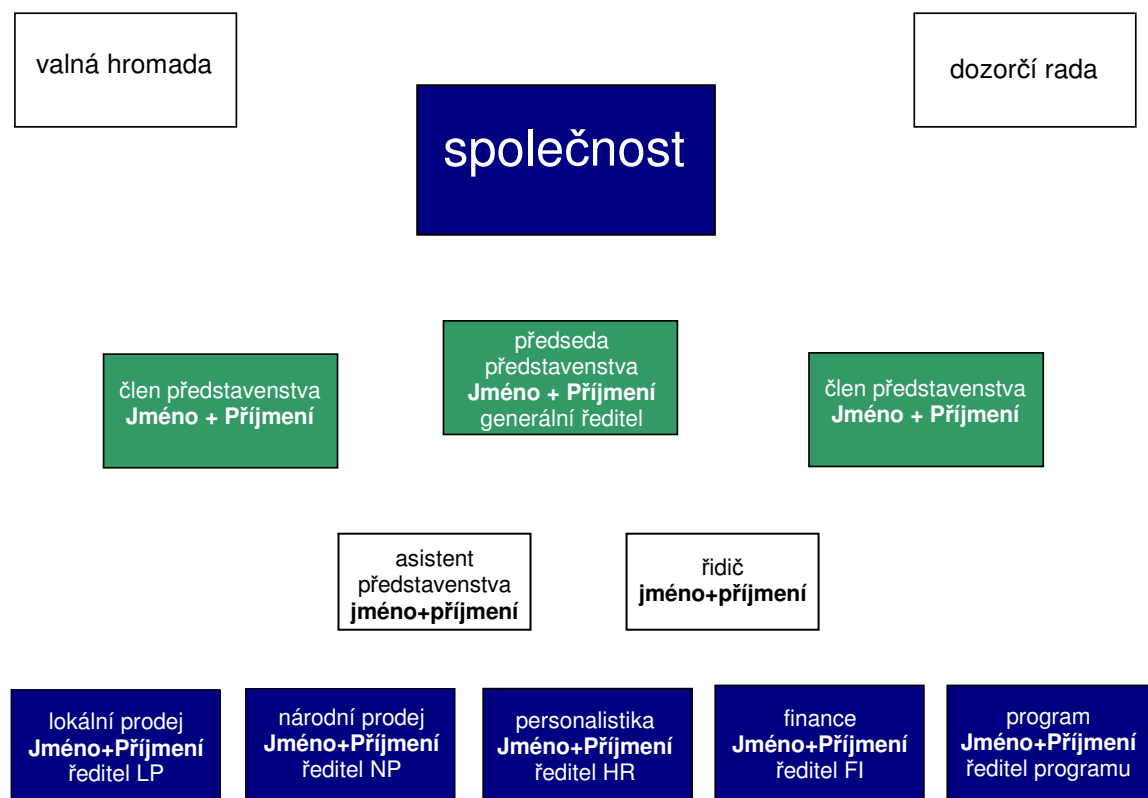 valná hromada
dozorčí rada
společnost
člen představenstva
Jméno + Příjmení
předseda
představenstva
Jméno + Příjmení
generální ředitel
člen představenstva
Jméno + Příjmení
asistent
představenstva
jméno+příjmení
řidič
jméno+příjmení
lokální prodej
Jméno+Příjmení
ředitel LP
národní prodej
Jméno+Příjmení
ředitel NP
personalistika
Jméno+Příjmení
ředitel HR
finance
Jméno+Příjmení
ředitel FI
program
Jméno+Příjmení
ředitel programu